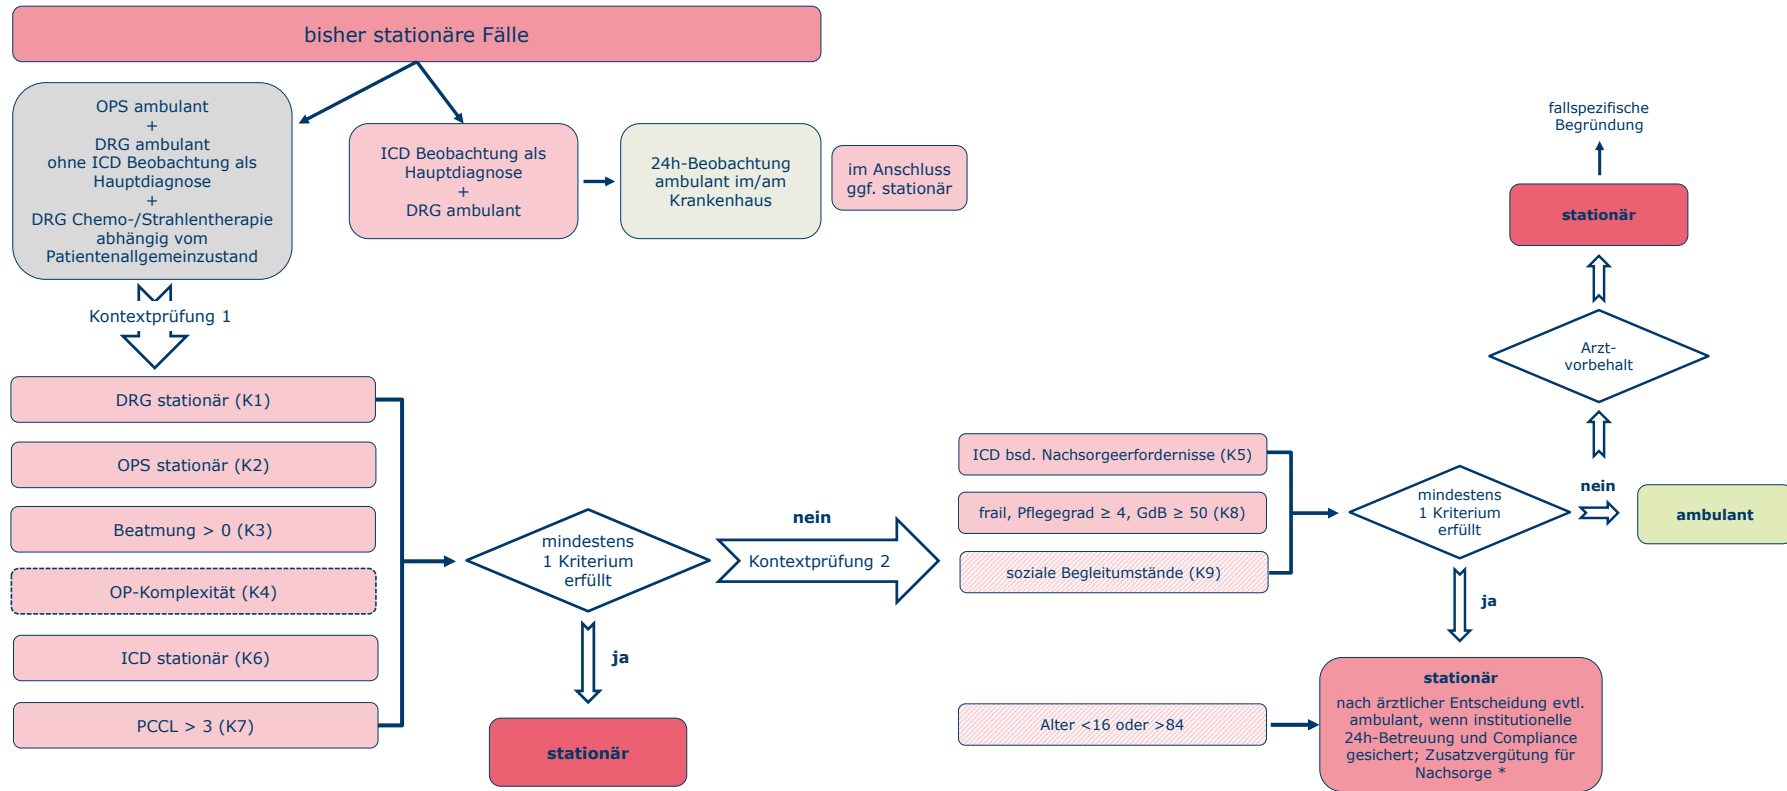 bisher stationäre Fälle
OPS ambulant
+
DRG ambulant
ohne ICD Beobachtung als
Hauptdiagnose
+
DRG Chemo-/Strahlentherapie
abhängig vom
Patientenallgemeinzustand
ICD Beobachtung als
Hauptdiagnose
+
DRG ambulant
24h-Beobachtung
ambulant im/am
Krankenhaus
im Anschluss
ggf. stationär
Kontextprüfung 1
DRG stationär (K1)
OPS stationär (K2)
Beatmung > 0 (K3)
OP-Komplexität (K4)
ICD stationär (K6)
PCCL > 3 (K7)
mindestens
1 Kriterium
erfüllt
ja
stationär
nein
Kontextprüfung 2
ICD bsd. Nachsorgeerfordernisse (K5)
frail, Pflegegrad ≥ 4, GdB ≥ 50 (K8)
soziale Begleitumstände (K9)
Alter <16 oder >84
mindestens
1 Kriterium
erfüllt
nein
ambulant
ja
stationär
nach ärztlicher Entscheidung evtl.
ambulant, wenn institutionelle
24h-Betreuung und Compliance
gesichert; Zusatzvergütung für
Nachsorge *
Arzt-
vorbehalt
stationär
fallspezifische
Begründung